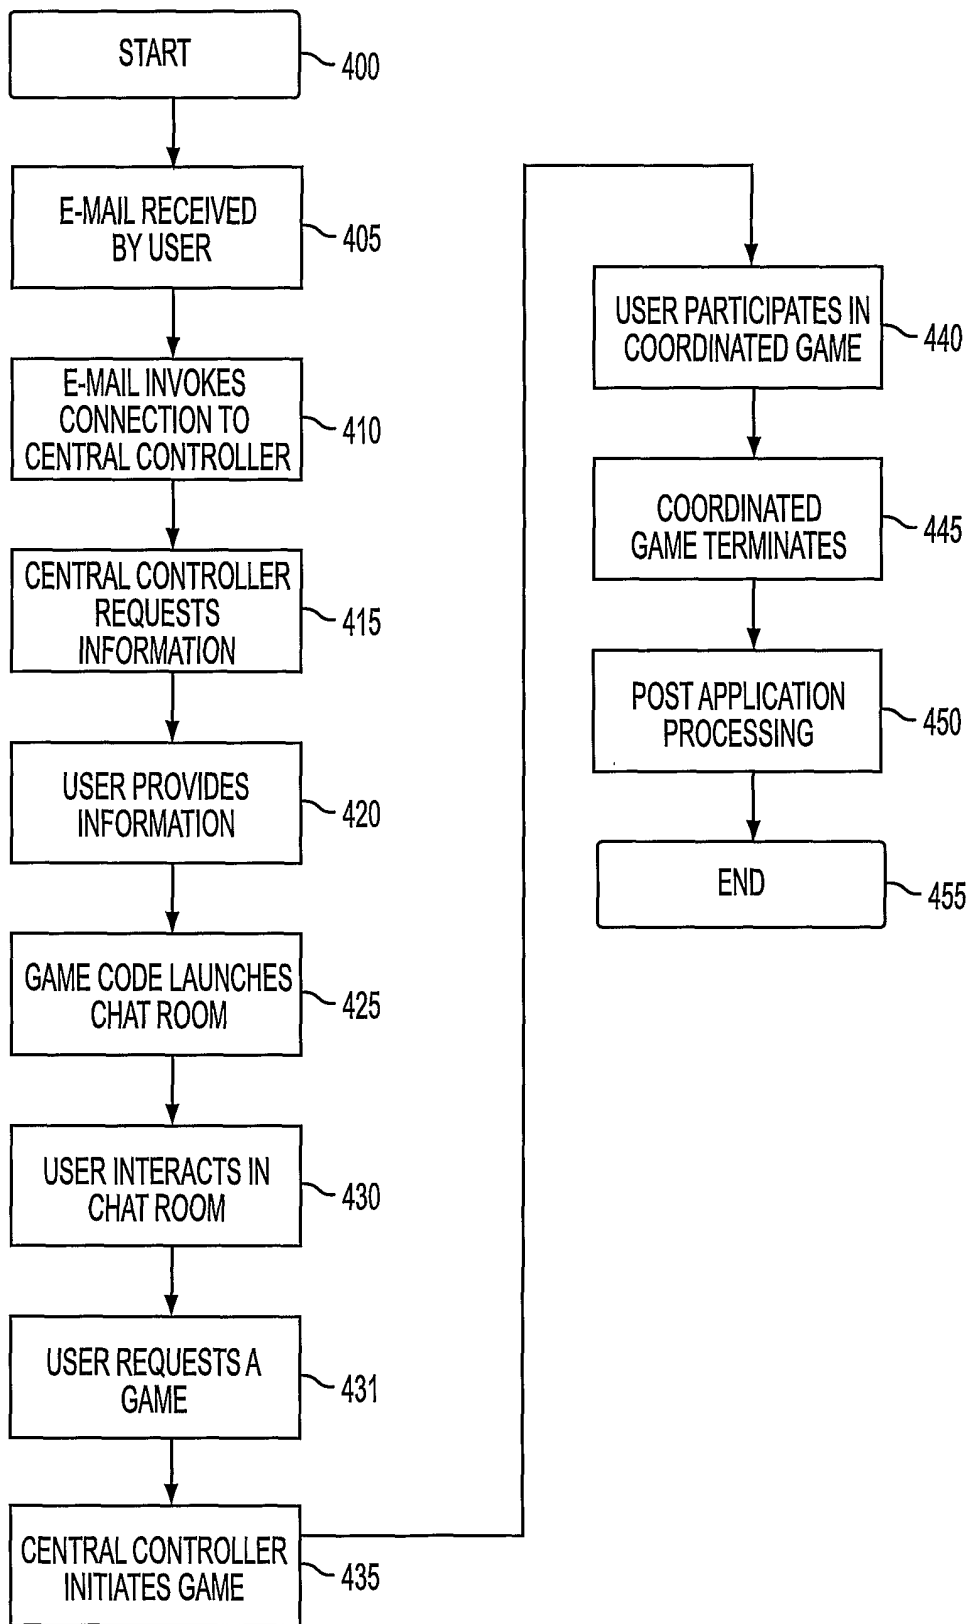 START
400
E-MAIL RECEIVED
BY USER
405
E-MAIL INVOKES
CONNECTION TO
CENTRAL CONTROLLER
410
CENTRAL CONTROLLER
REQUESTS
INFORMATION
415
USER PROVIDES
INFORMATION
420
GAME CODE LAUNCHES
CHAT ROOM
425
USER INTERACTS IN
CHAT ROOM
430
USER REQUESTS A
GAME
431
CENTRAL CONTROLLER
INITIATES GAME
435
USER PARTICIPATES IN
COORDINATED GAME
440
COORDINATED
GAME TERMINATES
445
POST APPLICATION
PROCESSING
450
END
455